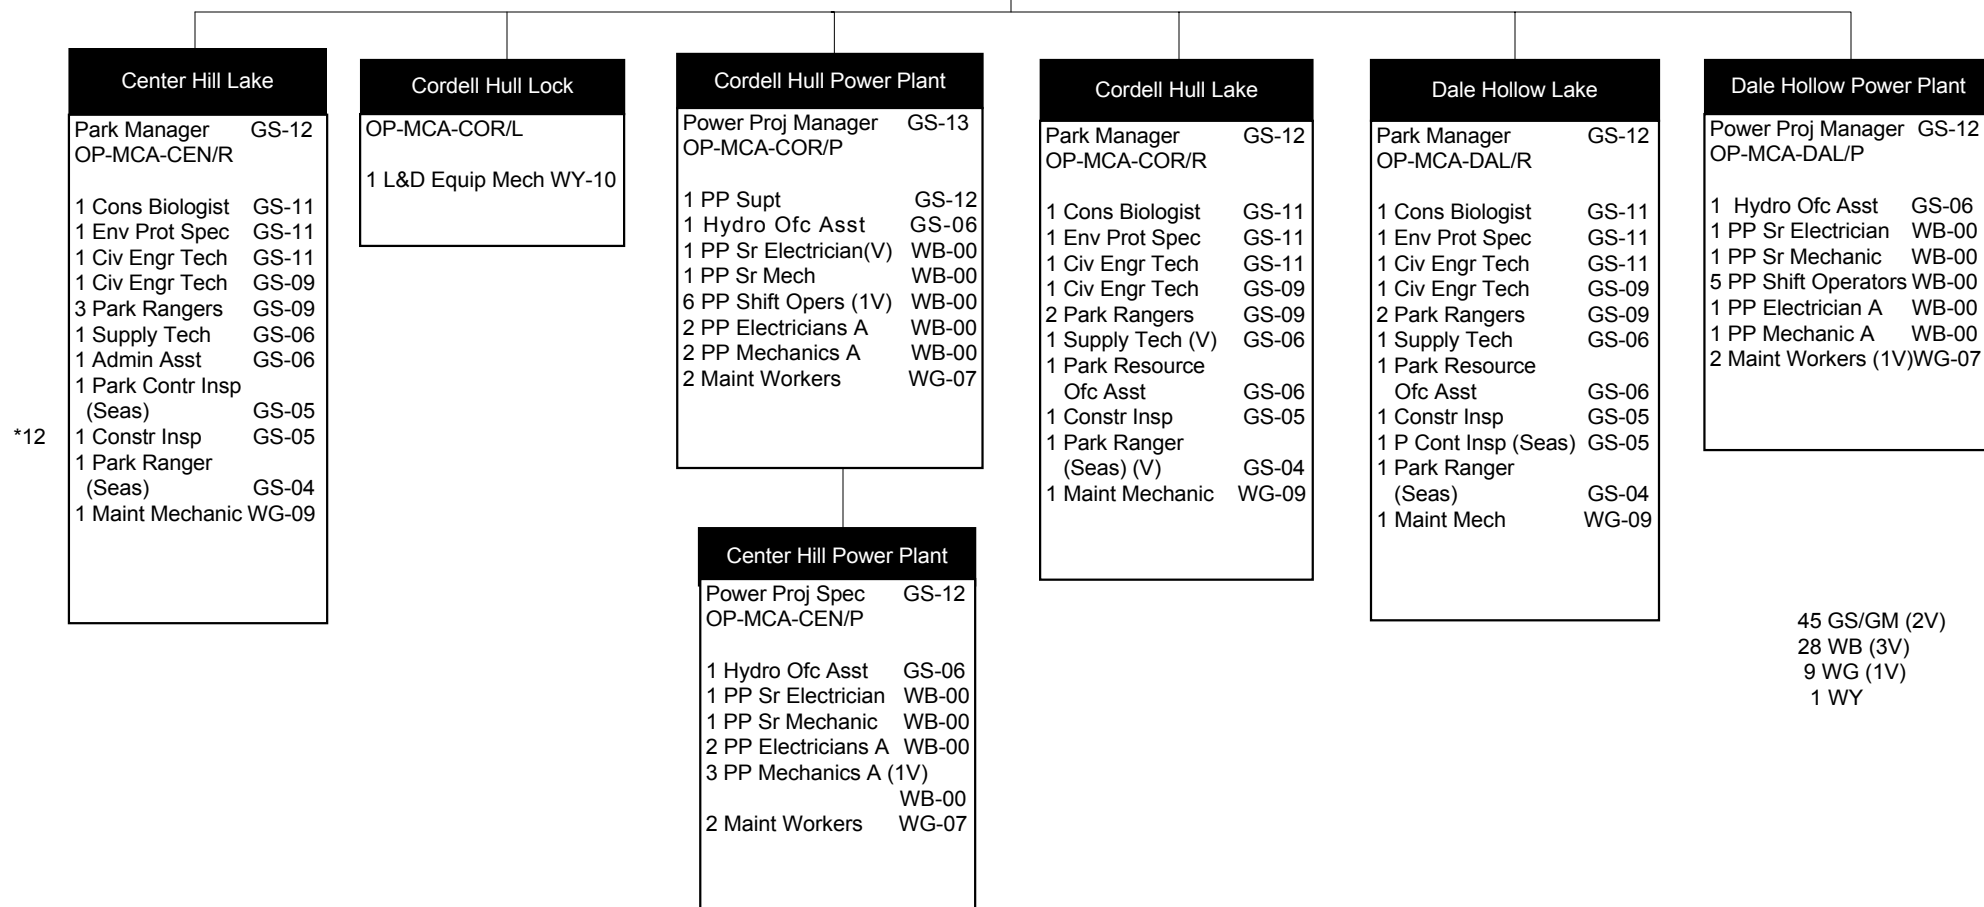 Center Hill Lake
Park Manager GS-12
OP-MCA-CEN/R
1 Cons Biologist GS-11
1 Env Prot Spec GS-11
1 Civ Engr Tech GS-11
1 Civ Engr Tech GS-09
3 Park Rangers GS-09
1 Supply Tech GS-06
1 Admin Asst GS-06
1 Park Contr Insp
(Seas) GS-05
*12
1 Constr Insp GS-05
1 Park Ranger
(Seas) GS-04
1 Maint Mechanic WG-09
Cordell Hull Lock
OP-MCA-COR/L
1 L&D Equip Mech WY-10
Cordell Hull Power Plant
Power Proj Manager GS-13
OP-MCA-COR/P
1 PP Supt GS-12
1 Hydro Ofc Asst GS-06
1 PP Sr Electrician(V) WB-00
1 PP Sr Mech WB-00
6 PP Shift Opers (1V) WB-00
2 PP Electricians A WB-00
2 PP Mechanics A WB-00
2 Maint Workers WG-07
Center Hill Power Plant
Power Proj Spec GS-12
OP-MCA-CEN/P
1 Hydro Ofc Asst GS-06
1 PP Sr Electrician WB-00
1 PP Sr Mechanic WB-00
2 PP Electricians A WB-00
3 PP Mechanics A (1V)
WB-00
2 Maint Workers WG-07
Cordell Hull Lake
Park Manager GS-12
OP-MCA-COR/R
1 Cons Biologist GS-11
1 Env Prot Spec GS-11
1 Civ Engr Tech GS-11
1 Civ Engr Tech GS-09
2 Park Rangers GS-09
1 Supply Tech (V) GS-06
1 Park Resource
Ofc Asst GS-06
1 Constr Insp GS-05
1 Park Ranger
(Seas) (V) GS-04
1 Maint Mechanic WG-09
Dale Hollow Lake
Park Manager GS-12
OP-MCA-DAL/R
1 Cons Biologist GS-11
1 Env Prot Spec GS-11
1 Civ Engr Tech GS-11
1 Civ Engr Tech GS-09
2 Park Rangers GS-09
1 Supply Tech GS-06
1 Park Resource
Ofc Asst GS-06
1 Constr Insp GS-05
1 P Cont Insp (Seas) GS-05
1 Park Ranger
(Seas) GS-04
1 Maint Mech WG-09
Dale Hollow Power Plant
Power Proj Manager GS-12
OP-MCA-DAL/P
1 Hydro Ofc Asst GS-06
1 PP Sr Electrician WB-00
1 PP Sr Mechanic WB-00
5 PP Shift Operators WB-00
1 PP Electrician A WB-00
1 PP Mechanic A WB-00
2 Maint Workers (1V)WG-07
45 GS/GM (2V)
28 WB (3V)
9 WG (1V)
1 WY